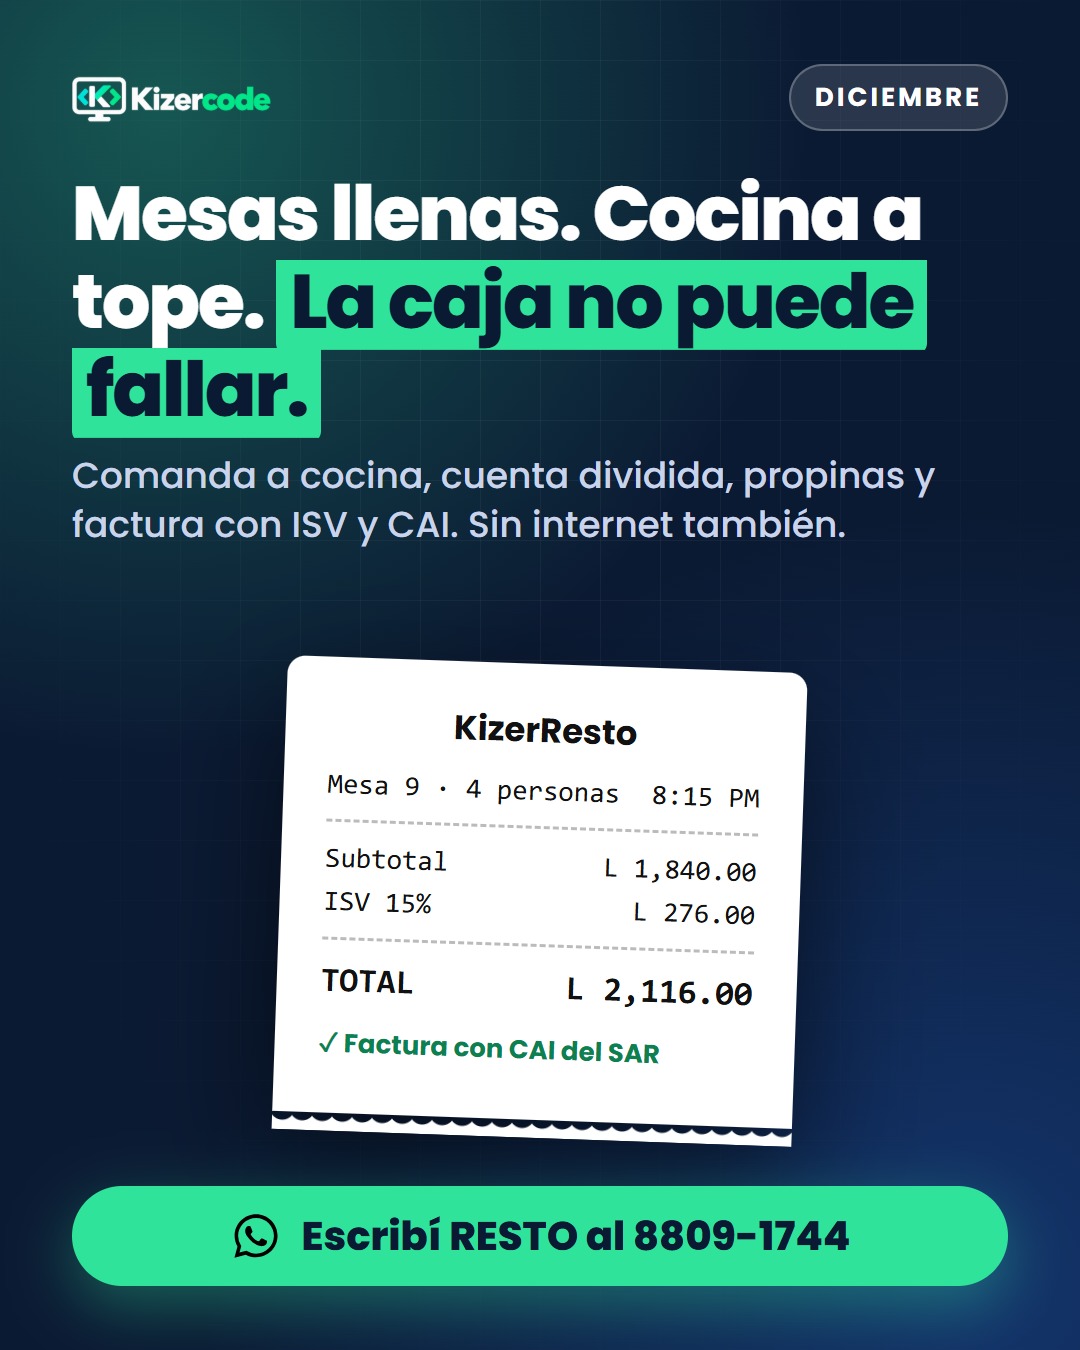 Kizercode
DICIEMBRE
Mesas llenas. Cocina a
tope. La caja no puede
fallar.
Comanda a cocina, cuenta dividida, propinas y
factura con ISV y CAI. Sin internet también.
KizerResto
Mesa 9 · 4 personas 8:15 PM
Subtotal L 1,840.00
ISV 15% L 276.00
TOTAL L 2,116.00
✓ Factura con CAI del SAR
Escribí RESTO al 8809-1744